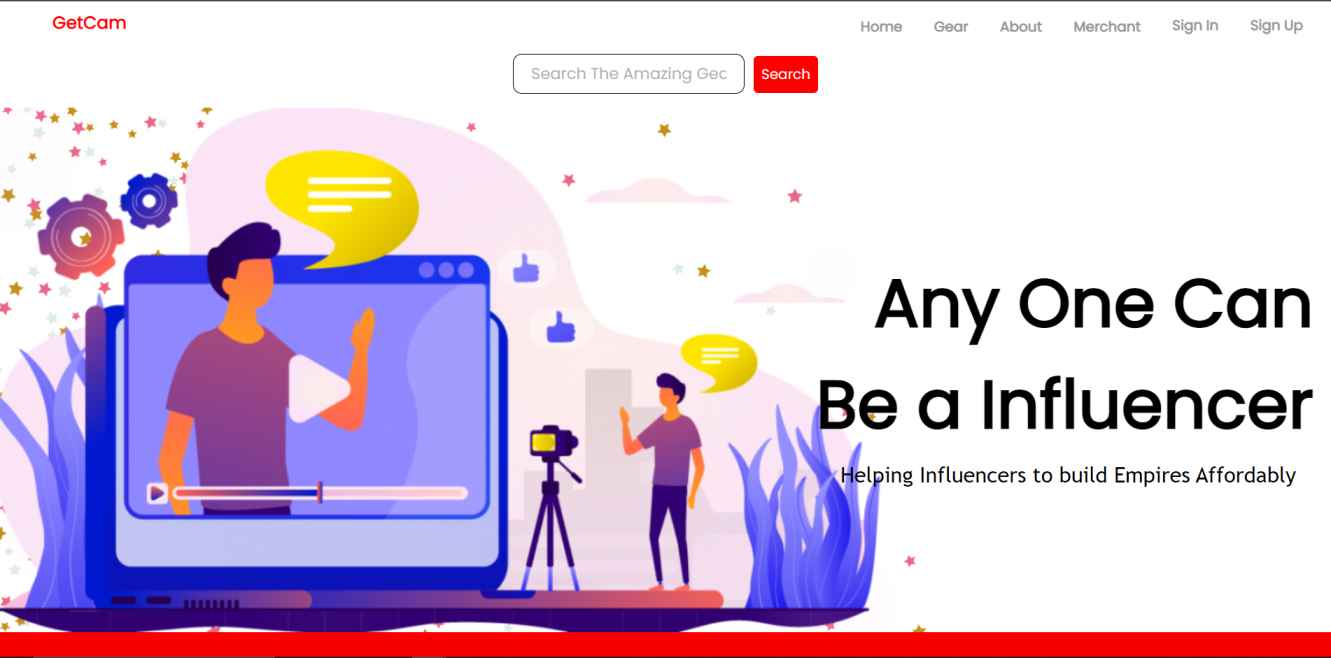 GetCam
Home Gear About Merchant Sign In Sign Up
Search The Amazing Gec
Search
Any One Can
Be a Influencer
Helping Influencers to build Empires Affordably